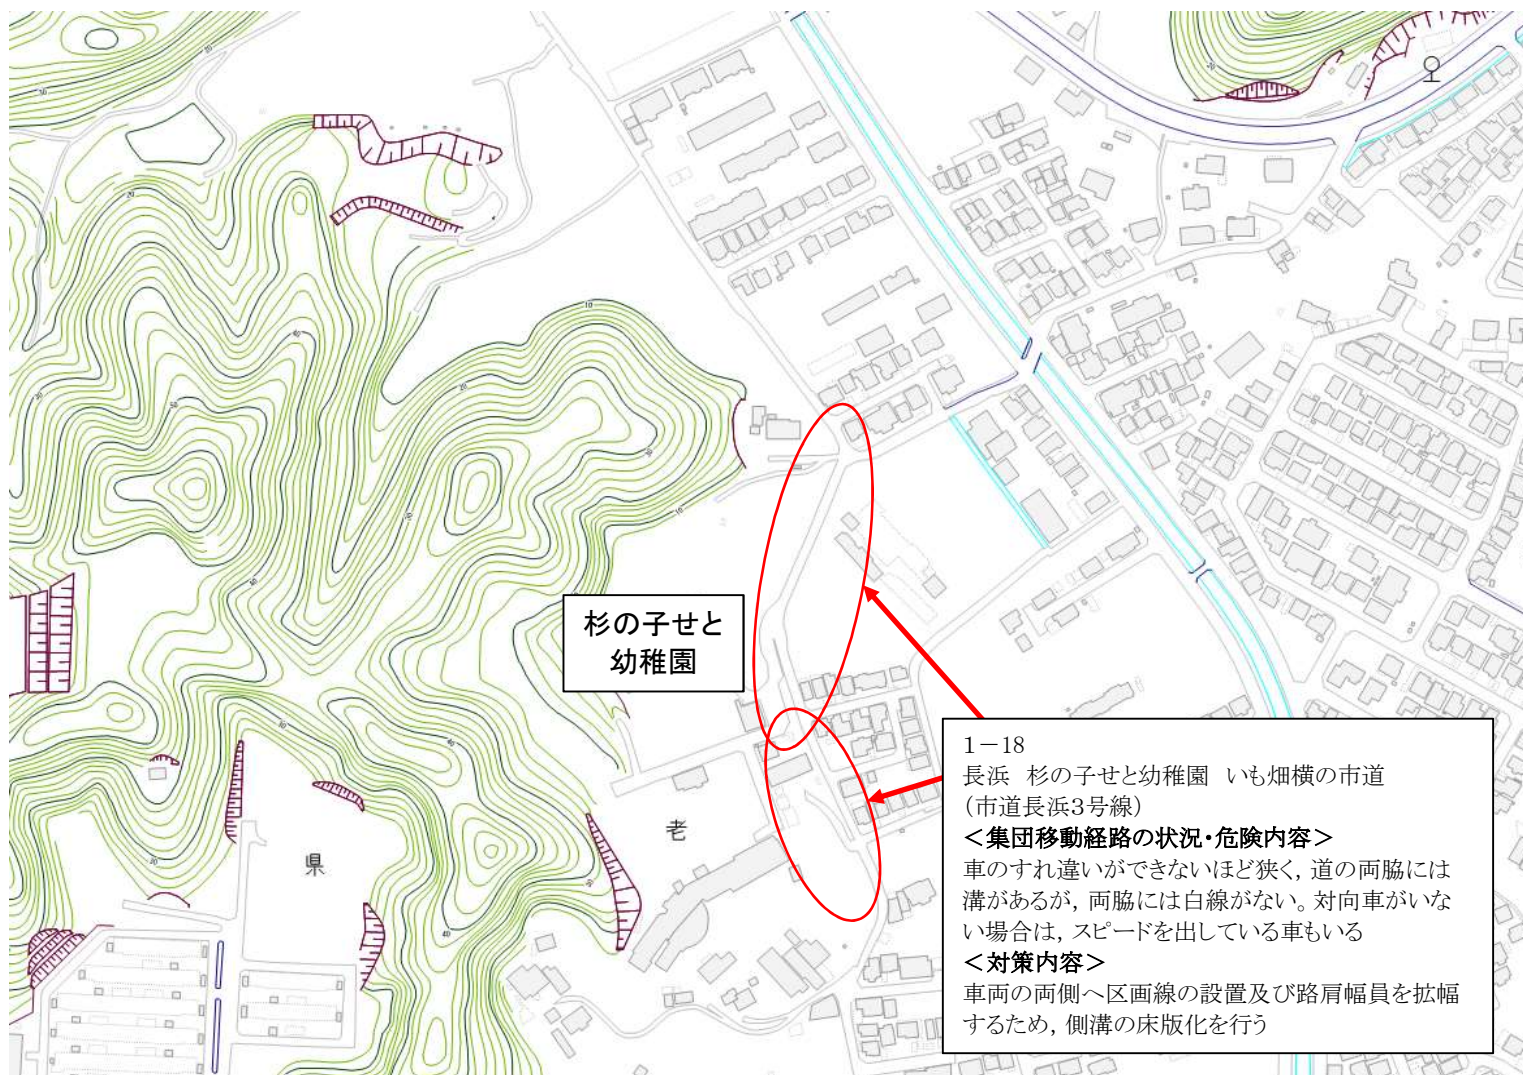 杉の子せと
幼稚園
老
県
1-18
長浜 杉の子せと幼稚園 いも畑横の市道
(市道長浜3号線)
<集団移動経路の状況・危険内容>
車のすれ違いができないほど狭く,道の両脇には
溝があるが,両脇には白線がない。対向車がいな
い場合は,スピードを出している車もいる
<対策内容>
車両の両側へ区画線の設置及び路肩幅員を拡幅
するため,側溝の床版化を行う